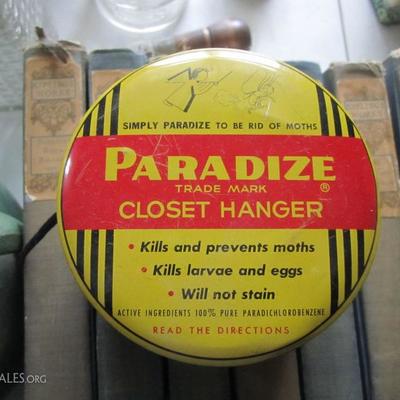 SIMPLY PARADIZE TO BE RID OF MOTHS
PARADIZE
TRADE MARK ®
CLOSET HANGER
• Kills and prevents moths
• Kills larvae and eggs
• Will not stain
ACTIVE INGREDIENTS 100% PURE PARADICHLOROBENZENE
READ THE DIRECTIONS
ALES.ORG